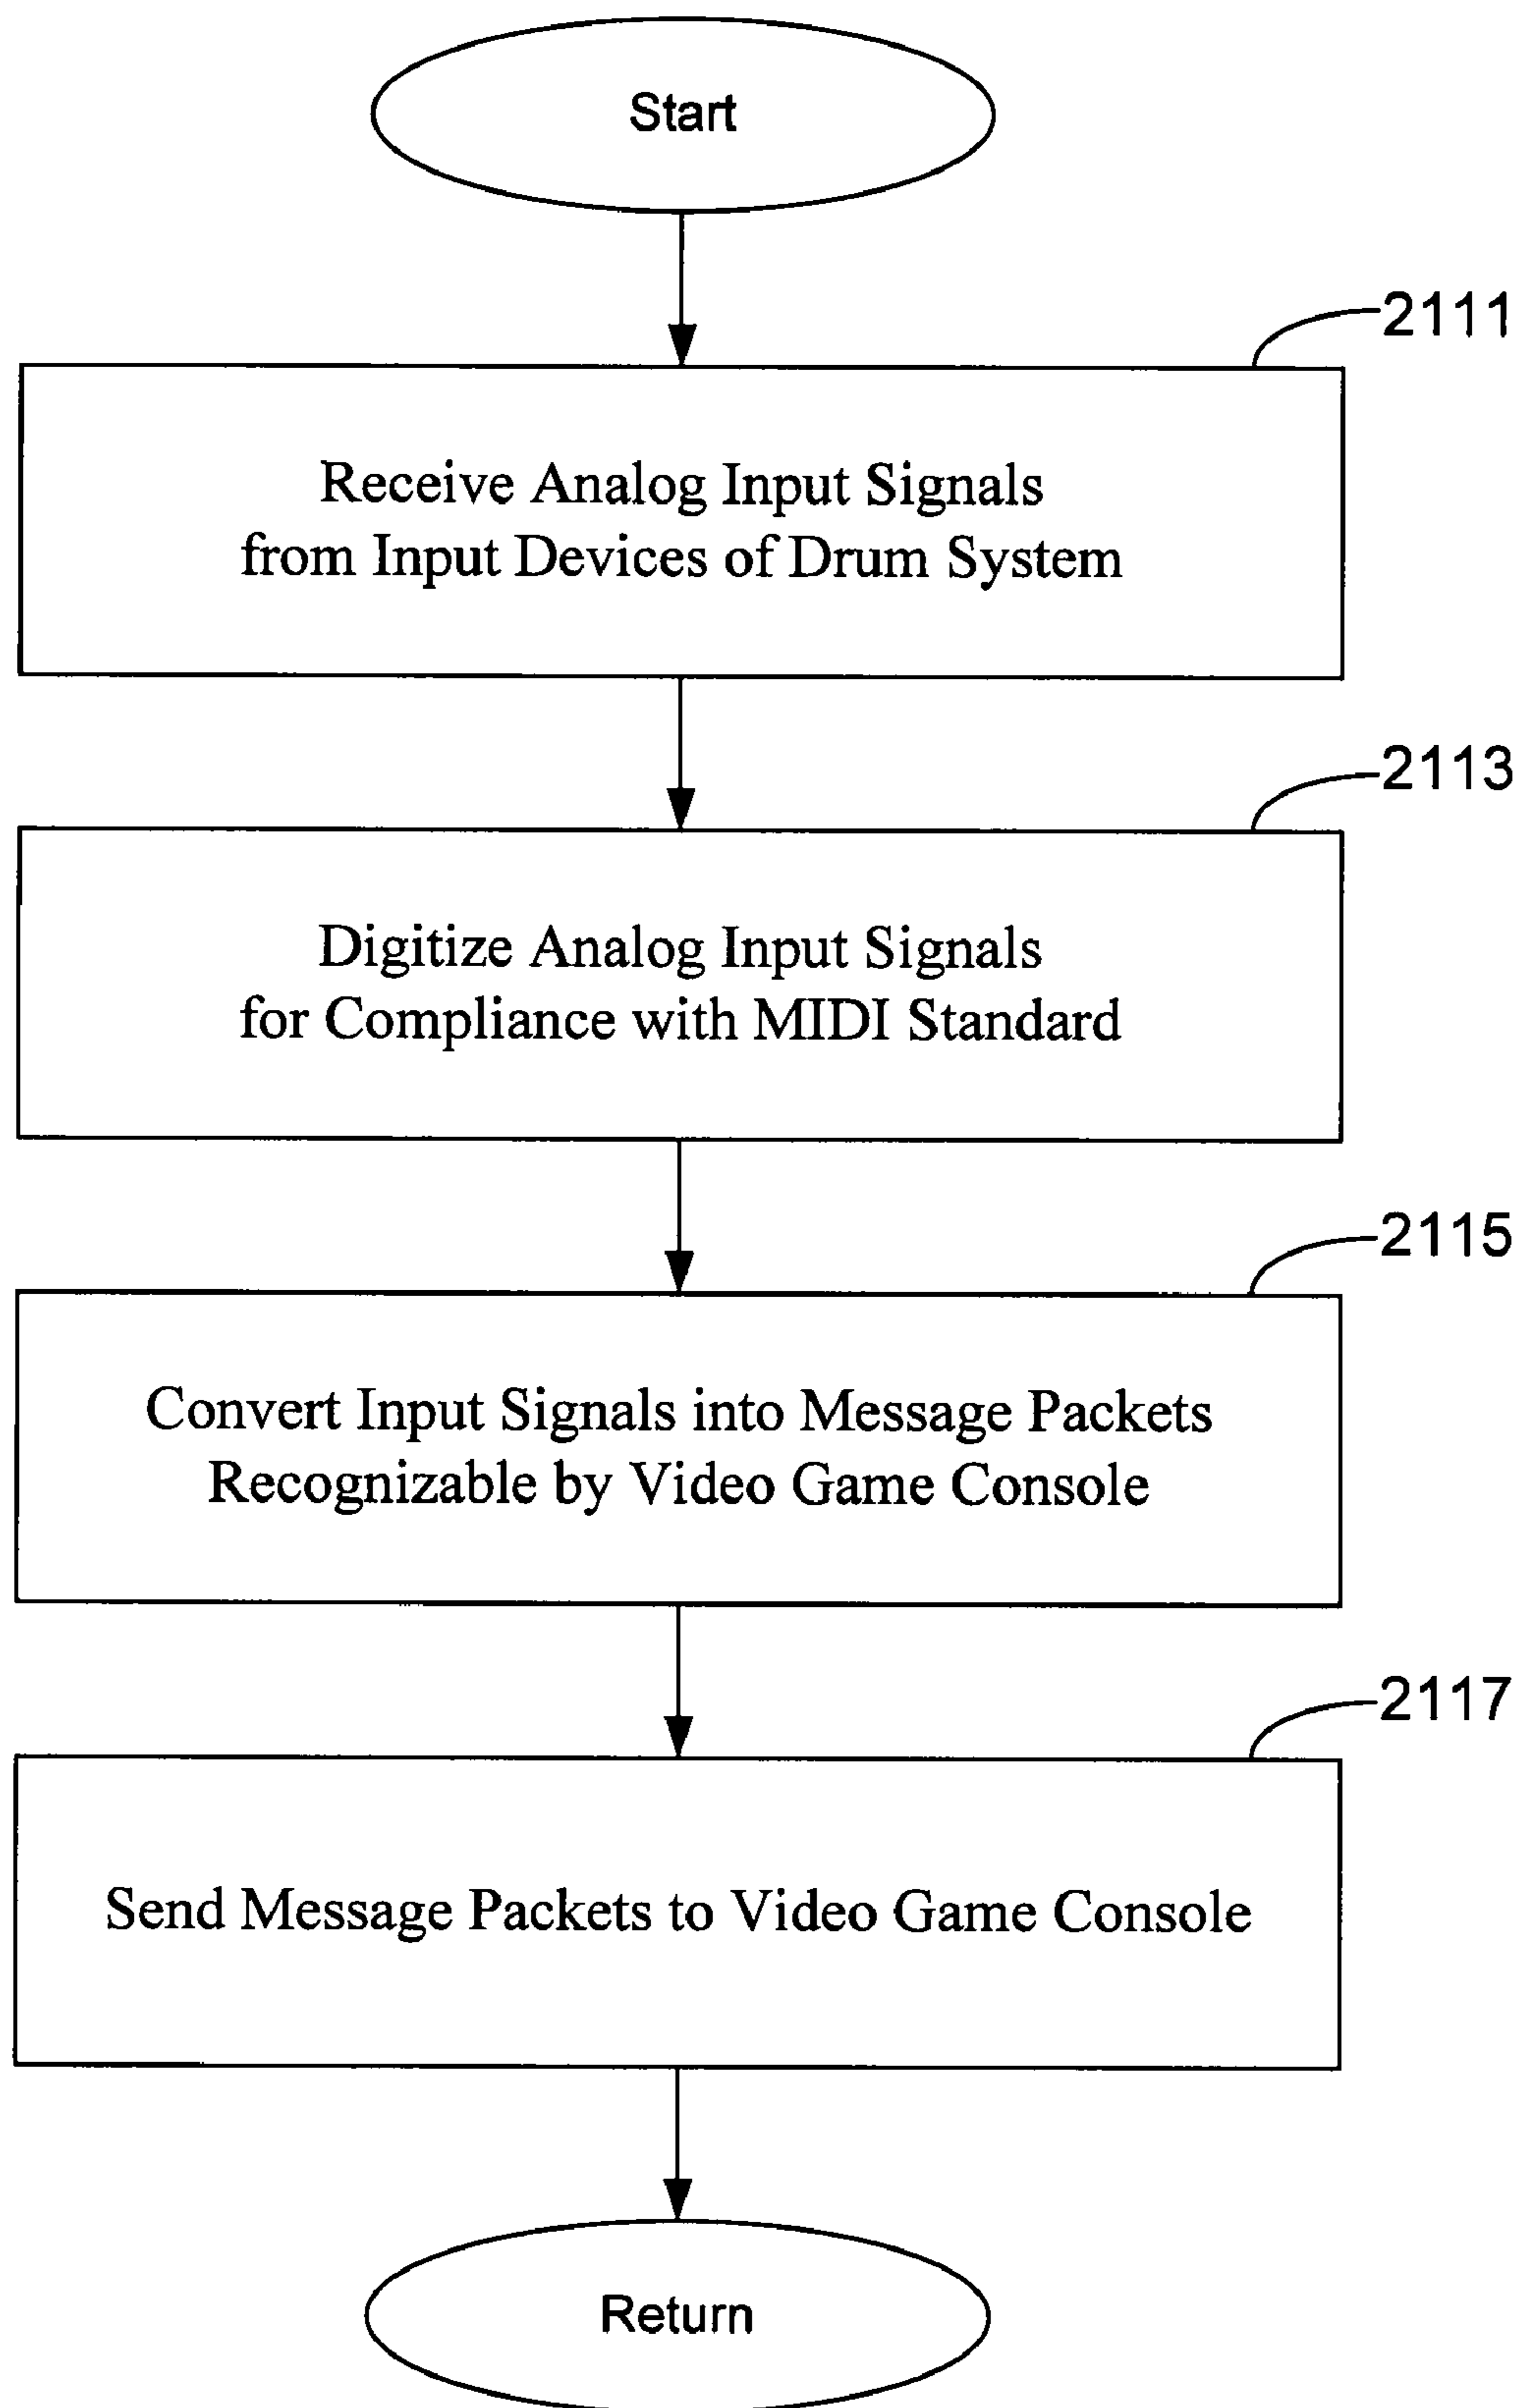 Start
2111
Receive Analog Input Signals
from Input Devices of Drum System
2113
Digitize Analog Input Signals
for Compliance with MIDI Standard
2115
Convert Input Signals into Message Packets
Recognizable by Video Game Console
2117
Send Message Packets to Video Game Console
Return